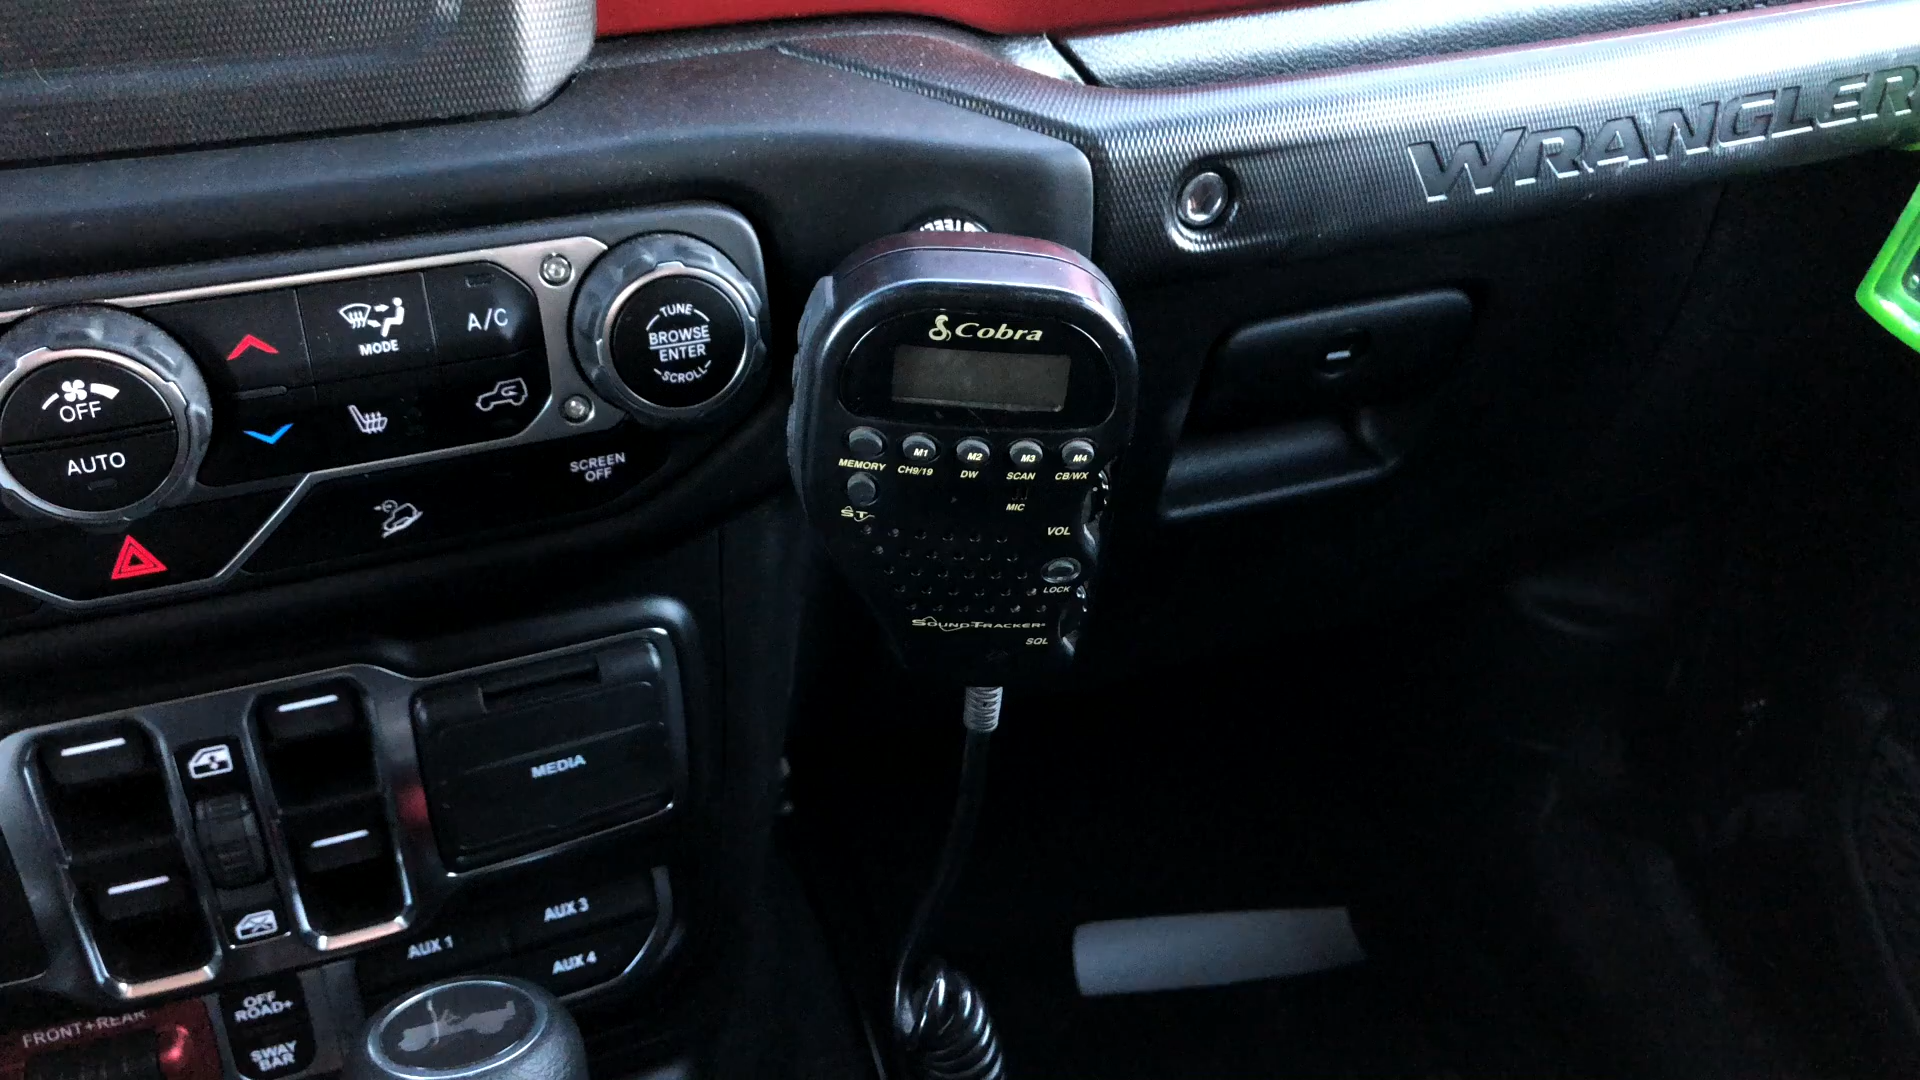 WRANGLER
TUNE
BROWSE
ENTER
SCROLL
MODE
A/C
OFF
AUTO
SCREEN
OFF
Cobra
M1
M2
M3
M4
MEMORY
CH9/19
DW
SCAN
CB/WX
MIC
ST
VOL
LOCK
SOUNDTRACKER
SQL
MEDIA
AUX 3
AUX 1
AUX 4
OFF
ROAD+
FRONT+REAR
SWAY
BAR